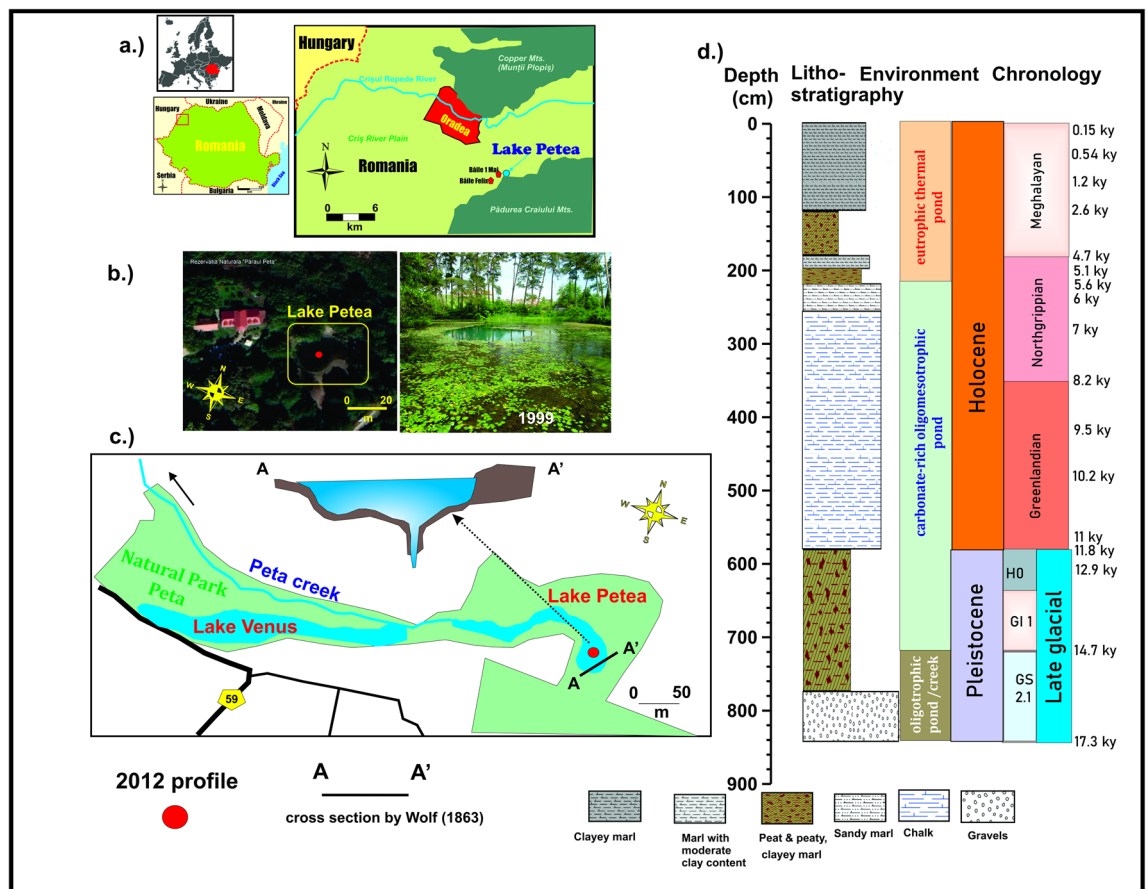 a.)
Hungary
Ukraine
Ukraine
Moldova
Romania
Serbia
Bulgaria
Black Sea
N
Hungary
Copper Mts.
(Munții Plopiș)
Crișul Repede River
Oradea
Criș River Plain
Lake Petea
N
Romania
Băile 1 Mai
Băile Felix
0 6
km
Pădurea Craiului Mts.
b.)
Rezervatia Naturala "Pârâul Peta"
Lake Petea
N
W
E
S
0 20
m
1999
c.)
A A'
N
W
E
S
Natural Park
Peta
Peta creek
Lake Petea
Lake Venus
A'
A
59
0 50
m
2012 profile
A A'
cross section by Wolf (1863)
d.)
Depth
(cm)
Litho-
stratigraphy
Environment
Chronology
0
100
200
300
400
500
600
700
800
900
eutrophic thermal
pond
carbonate-rich oligomesotrophic
pond
oligotrophic
pond /creek
Holocene
Pleistocene
Meghalayan
Northgrippian
Greenlandian
H0
GI 1
GS
2.1
Late glacial
0.15 ky
0.54 ky
1.2 ky
2.6 ky
4.7 ky
5.1 ky
5.6 ky
6 ky
7 ky
8.2 ky
9.5 ky
10.2 ky
11 ky
11.8 ky
12.9 ky
14.7 ky
17.3 ky
Clayey marl
Marl with
moderate
clay content
Peat & peaty,
clayey marl
Sandy marl
Chalk
Gravels